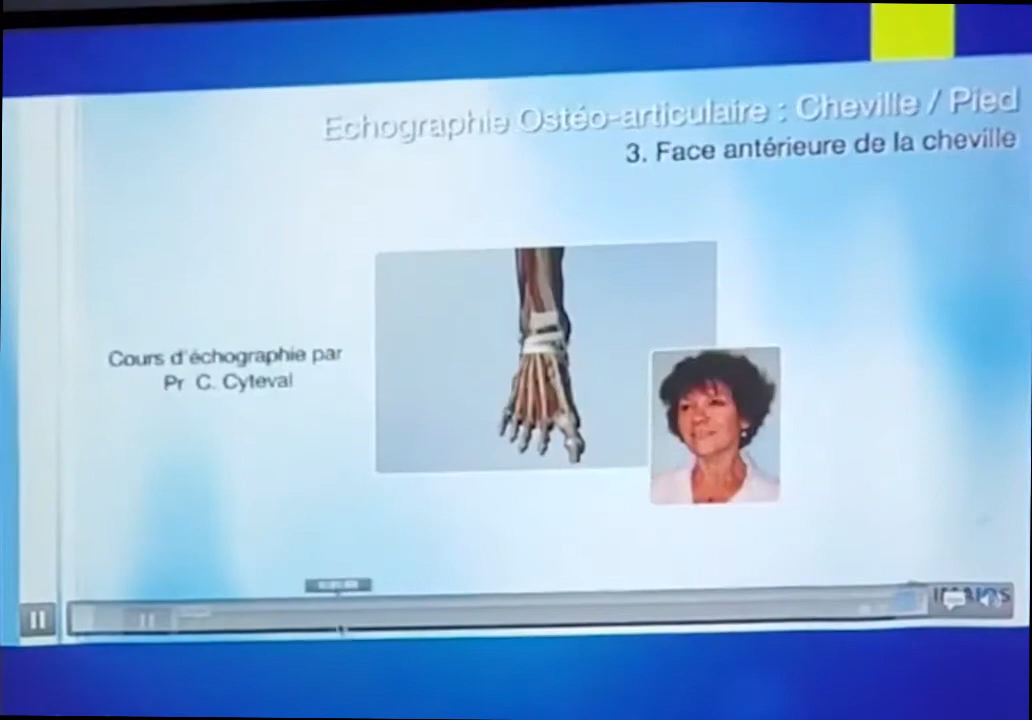 Echographie Ostéo-articulaire : Cheville / Pied
3. Face antérieure de la cheville
Cours d'échographie par
Pr C. Cyteval